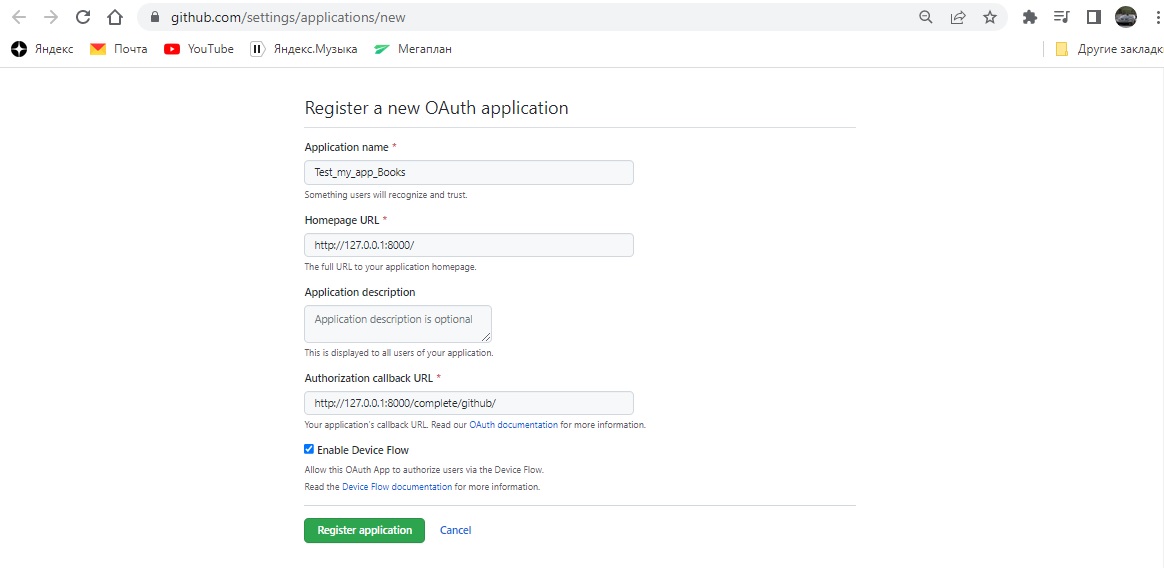 github.com/settings/applications/new
Яндекс Почта YouTube Яндекс.Музыка Мегаплан Другие закладк
Register a new OAuth application
Application name *
Test_my_app_Books
Something users will recognize and trust.
Homepage URL *
http://127.0.0.1:8000/
The full URL to your application homepage.
Application description
Application description is optional
This is displayed to all users of your application.
Authorization callback URL *
http://127.0.0.1:8000/complete/github/
Your application's callback URL. Read our OAuth documentation for more information.
Enable Device Flow
Allow this OAuth App to authorize users via the Device Flow.
Read the Device Flow documentation for more information.
Register application Cancel